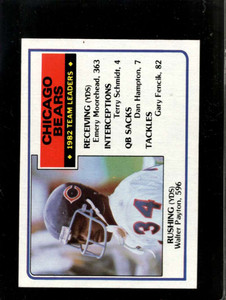 CHICAGO
BEARS
★ 1982 TEAM LEADERS ★
RECEIVING (YDS)
Emery Moorehead, 363
INTERCEPTIONS
Terry Schmidt, 4
QB SACKS
Dan Hampton, 7
TACKLES
Gary Fencik, 82
34
RUSHING (YDS)
Walter Payton, 596